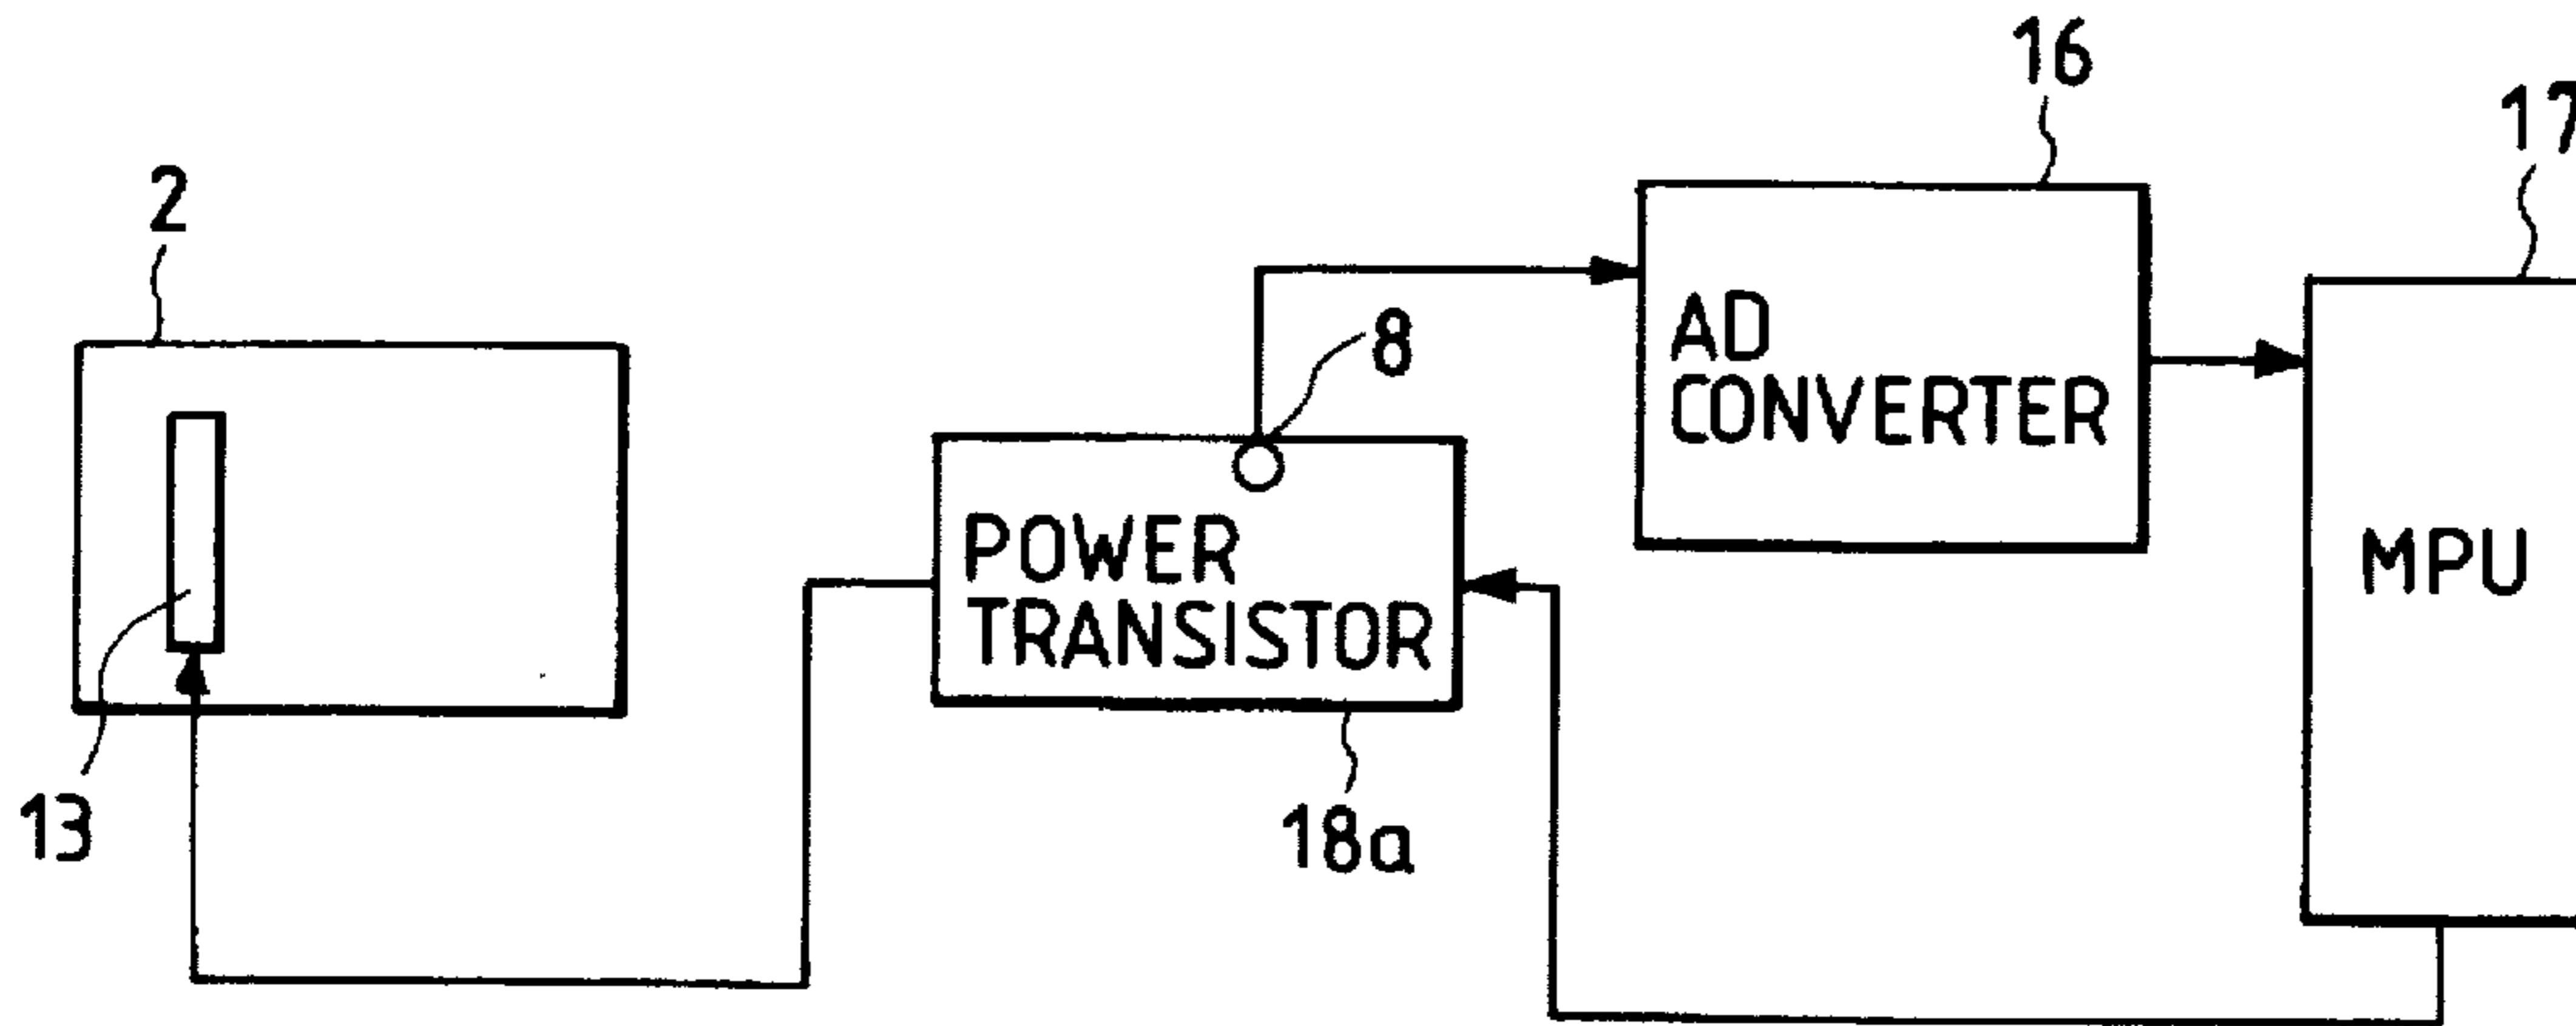 16
17
2
8
AD
CONVERTER
POWER
TRANSISTOR
MPU
13
18a